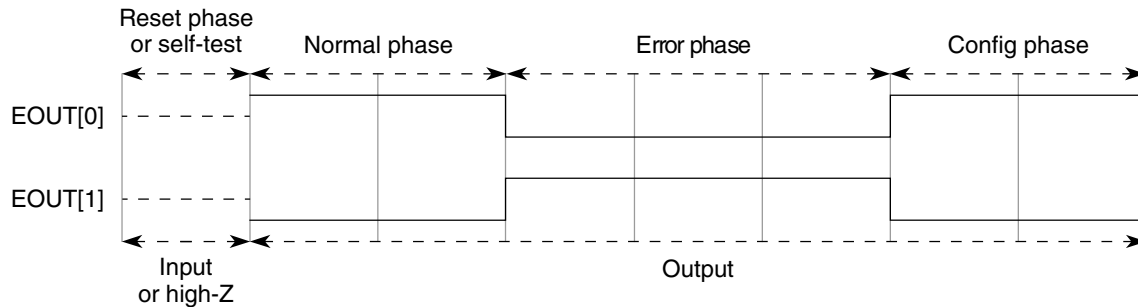 Reset phase
or self-test
Normal phase
Error phase
Config phase
EOUT[0]
EOUT[1]
Input
or high-Z
Output